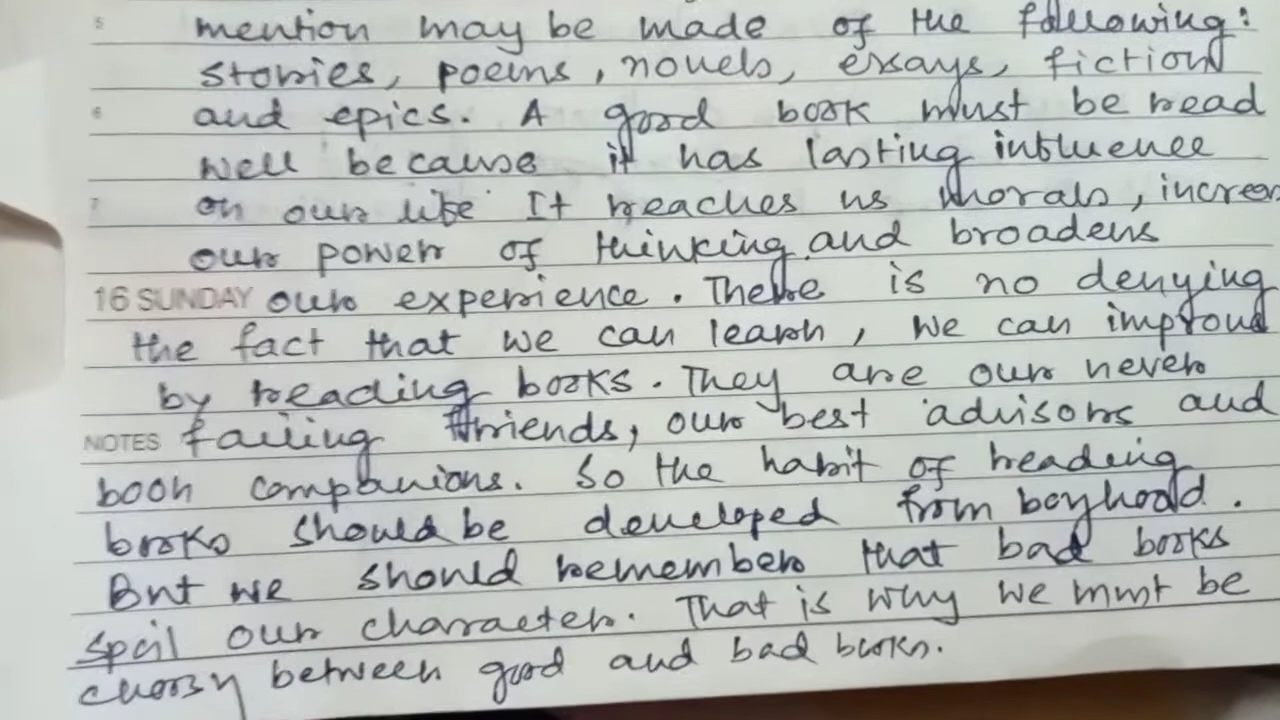 mention may be made of the following:
stories, poems, novels, essays, fiction
and epics. A good book must be read
well because it has lasting influence
on our life It teaches us morals, increas
our power of thinking and broadens
16 SUNDAY our experience. There is no denying
the fact that we can learn, we can improve
by reading books. They are our never
NOTES failing friends, our best advisors and
boon companions. So the habit of reading
books should be developed from boyhood.
But we should remember that bad books
spoil our character. That is why we must be
choosy between good and bad books.